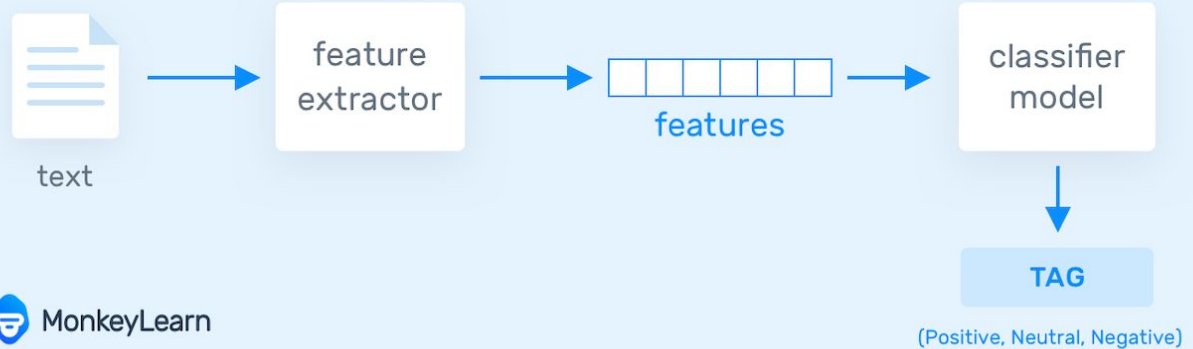 text
feature
extractor
features
classifier
model
TAG
(Positive, Neutral, Negative)
MonkeyLearn